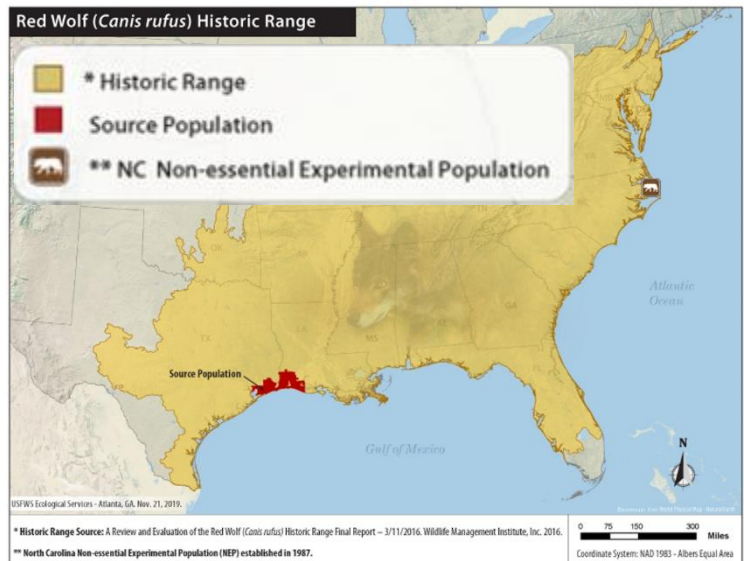 Red Wolf (Canis rufus) Historic Range
* Historic Range
Source Population
** NC Non-essential Experimental Population
OK
TX
LA
MS
GA
Source Population
Atlantic
Ocean
Gulf of Mexico
N
USFWS Ecological Services - Atlanta, GA. Nov. 21, 2019.
* Historic Range Source: A Review and Evaluation of the Red Wolf (Canis rufus) Historic Range Final Report – 3/11/2016. Wildlife Management Institute, Inc. 2016.
** North Carolina Non-essential Experimental Population (NEP) established in 1987.
0 75 150 300
Miles
Coordinate System: NAD 1983 - Albers Equal Area